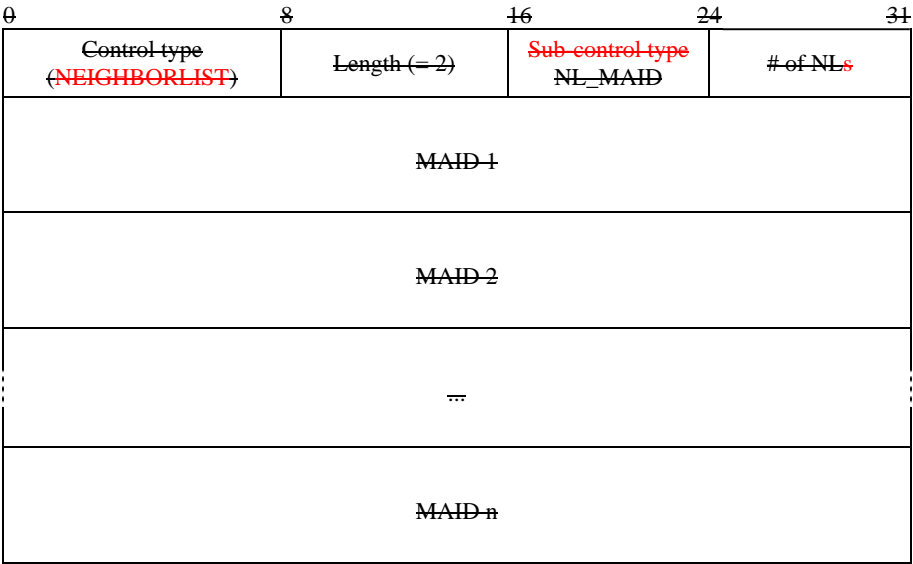 0 8 16 24 31
Control type
(NEIGHBORLIST)
Length (= 2)
Sub-control type
NL_MAID
# of NLs
MAID 1
MAID 2
...
MAID n